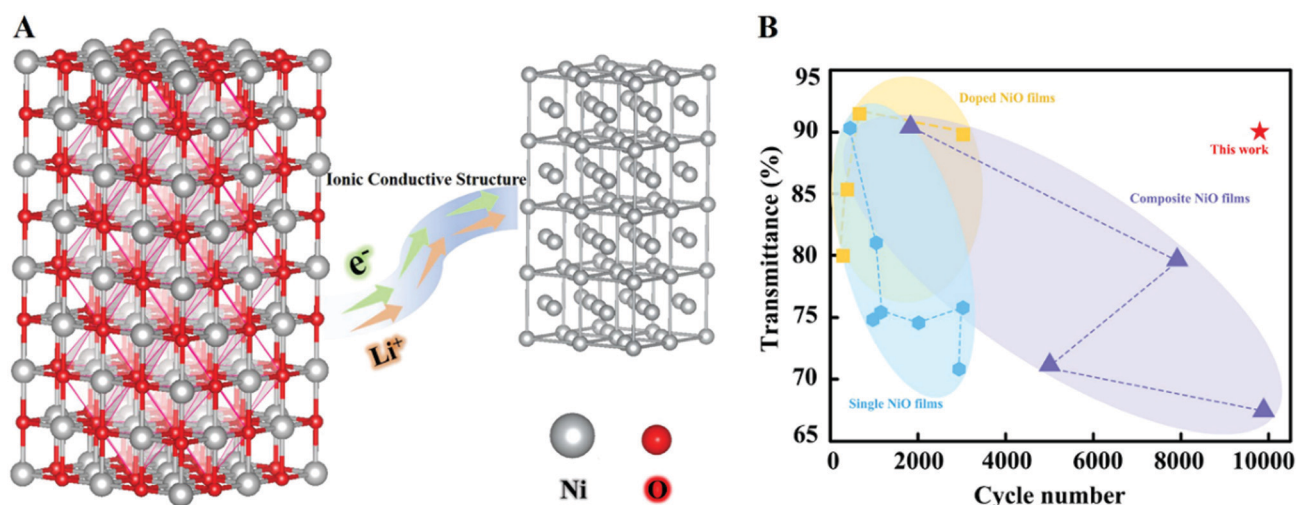 A
Ionic Conductive Structure
e-
Li+
Ni
O
B
Transmittance (%)
95
90
85
80
75
70
65
Doped NiO films
This work
Composite NiO films
Single NiO films
0 2000 4000 6000 8000 10000
Cycle number